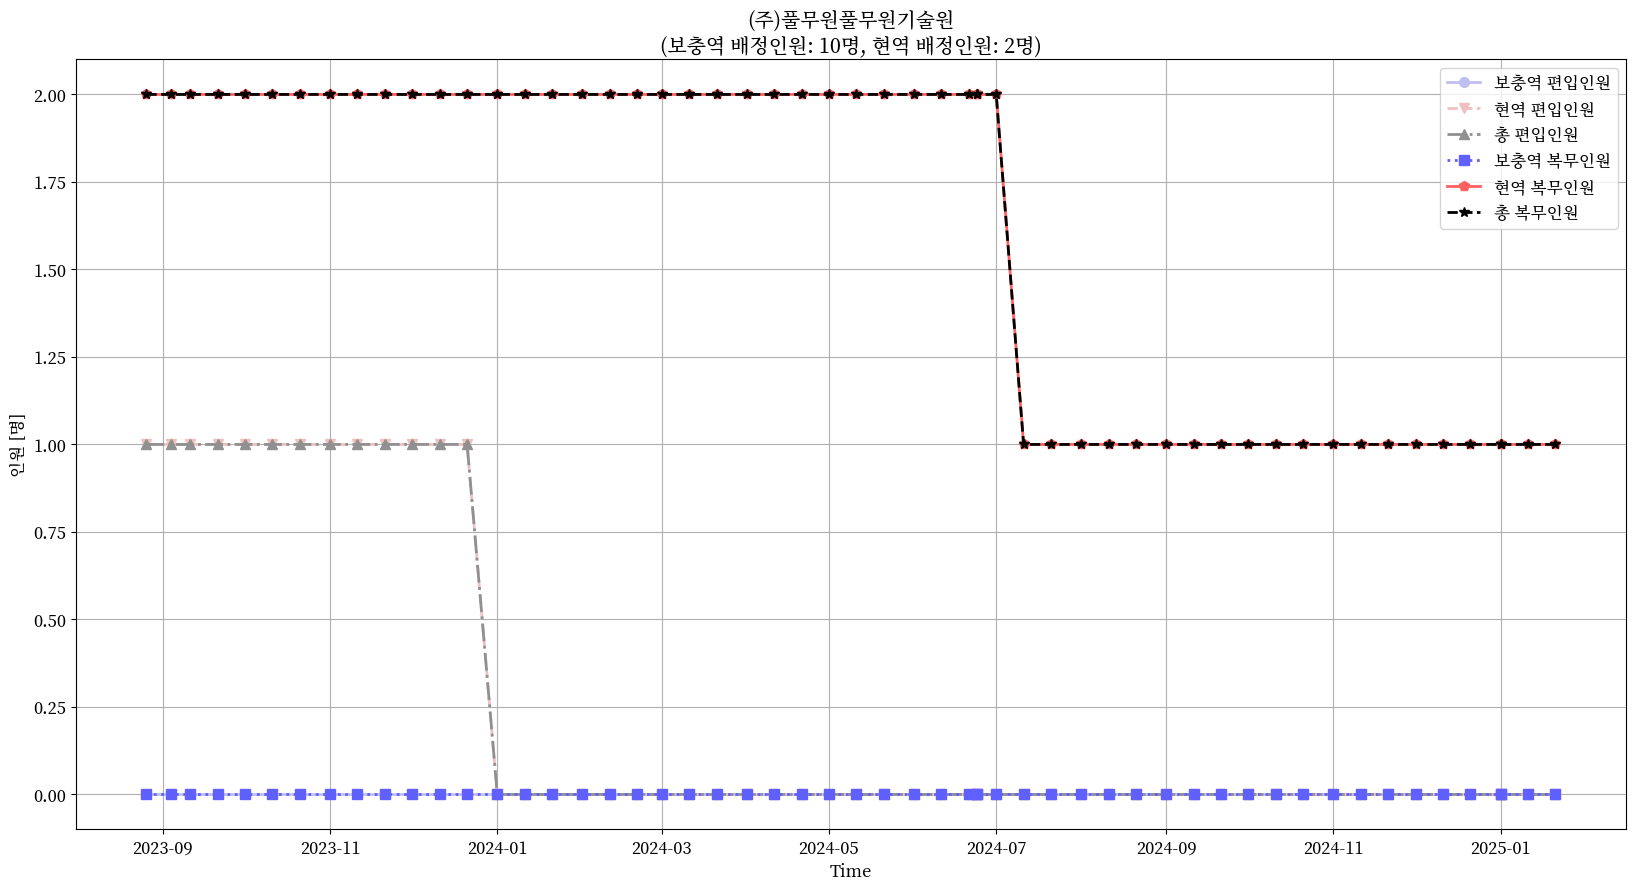 (주)풀무원풀무원기술원
(보충역 배정인원: 10명, 현역 배정인원: 2명)
보충역 편입인원
현역 편입인원
총 편입인원
보충역 복무인원
현역 복무인원
총 복무인원
인원 [명]
2.00
1.75
1.50
1.25
1.00
0.75
0.50
0.25
0.00
2023-09 2023-11 2024-01 2024-03 2024-05 2024-07 2024-09 2024-11 2025-01
Time